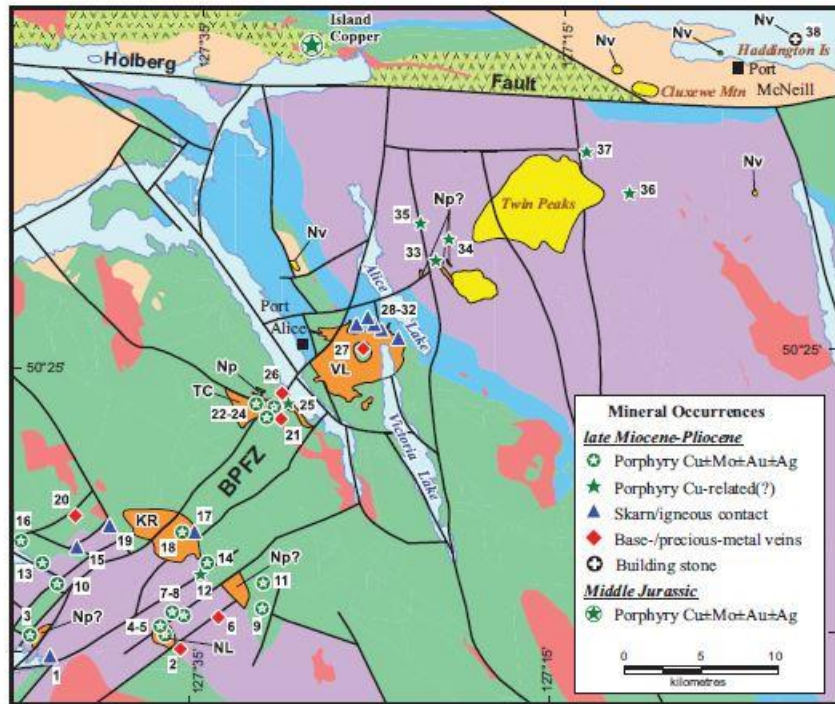 Island
Copper
127°35'
127°15'
Nv
Nv
Nv
38
Haddington Is
Port
McNeill
Holberg
Fault
Cluxewe Mtn
37
Nv
36
Twin Peaks
Np?
35
34
33
Nv
Alice
Lake
Port
Alice
28-32
27
VL
50°25'
50°25'
Np
26
TC
25
22-24
21
Victoria
Lake
BPFZ
20
KR
17
16
19
18
15
14
Np?
13
12
11
10
7-8
3
Np?
4-5
6
9
NL
2
1
127°35'
127°15'
Mineral Occurrences
late Miocene-Pliocene
Porphyry Cu±Mo±Au±Ag
Porphyry Cu-related(?)
Skarn/igneous contact
Base-/precious-metal veins
Building stone
Middle Jurassic
Porphyry Cu±Mo±Au±Ag
0 5 10
kilometres